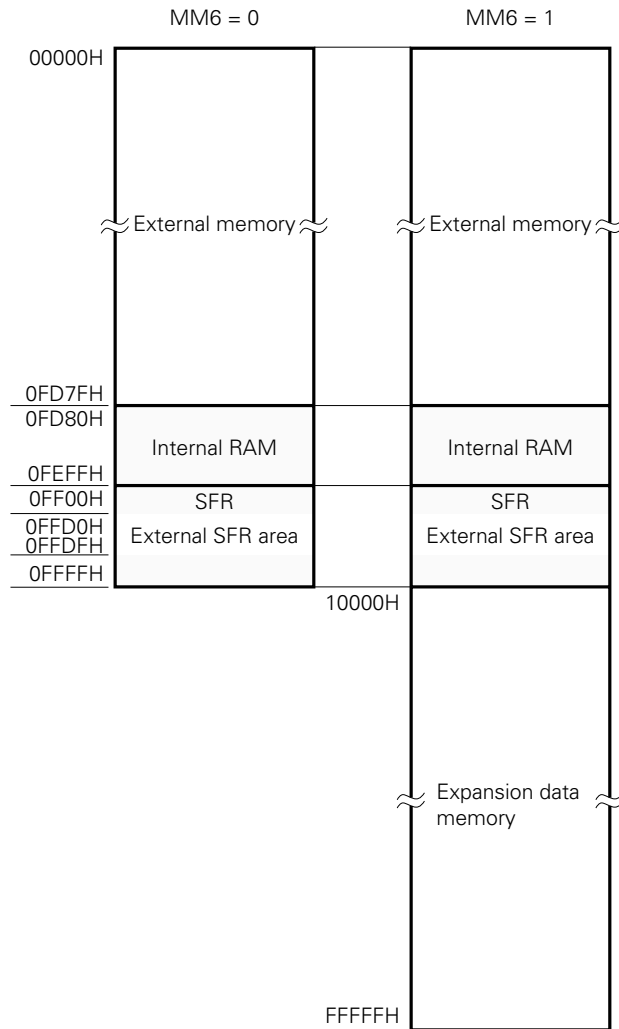 MM6 = 0 MM6 = 1
00000H
External memory External memory
0FD7FH
0FD80H
Internal RAM Internal RAM
0FEFFH
0FF00H SFR SFR
0FFD0H
External SFR area External SFR area
0FFDFH
0FFFFH
10000H
Expansion data
memory
FFFFFH